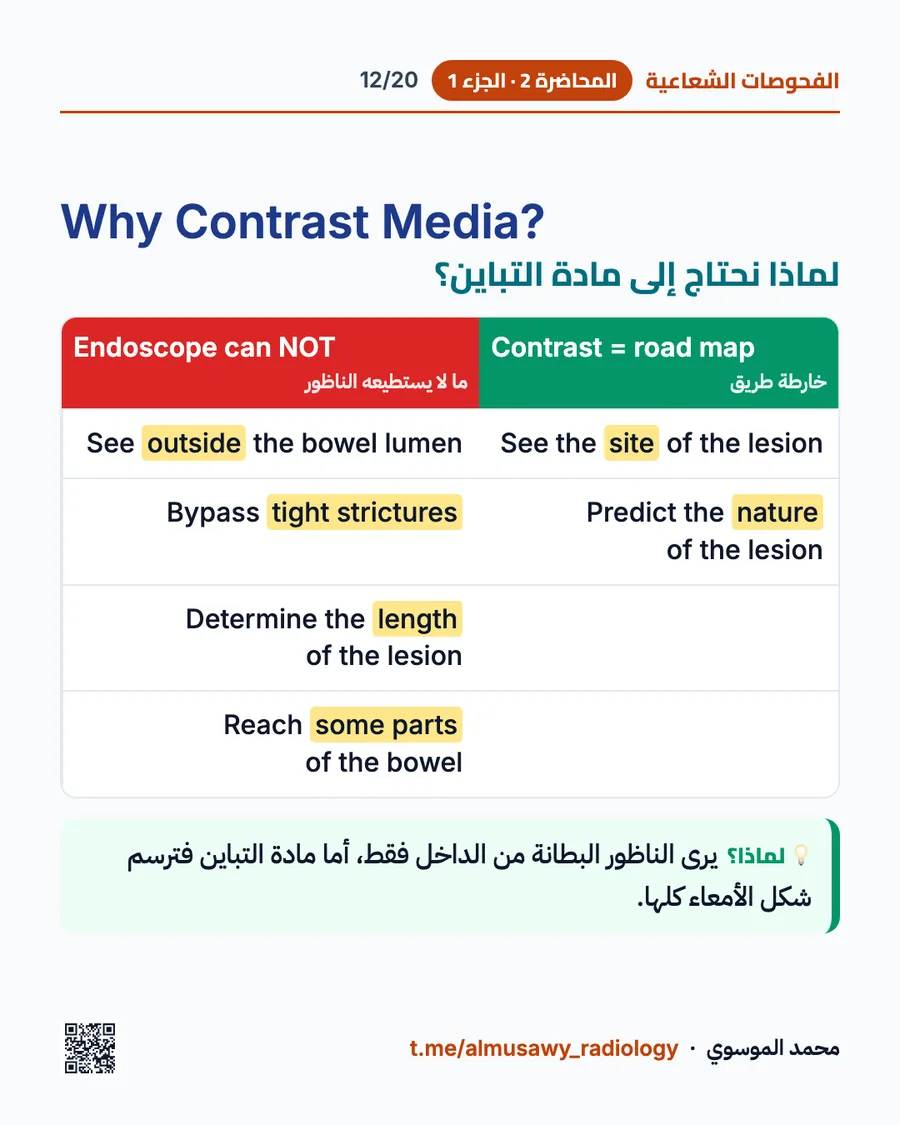 الفحوصات الشعاعية المحاضرة 2 · الجزء 1 12/20
Why Contrast Media?
لماذا نحتاج إلى مادة التباين؟
Endoscope can NOT
ما لا يستطيعه الناظور
Contrast = road map
خارطة طريق
See outside the bowel lumen
See the site of the lesion
Bypass tight strictures
Predict the nature
of the lesion
Determine the length
of the lesion
Reach some parts
of the bowel
💡 لماذا؟ يرى الناظور البطانة من الداخل فقط، أما مادة التباين فترسم
شكل الأمعاء كلها.
محمد الموسوي · t.me/almusawy_radiology